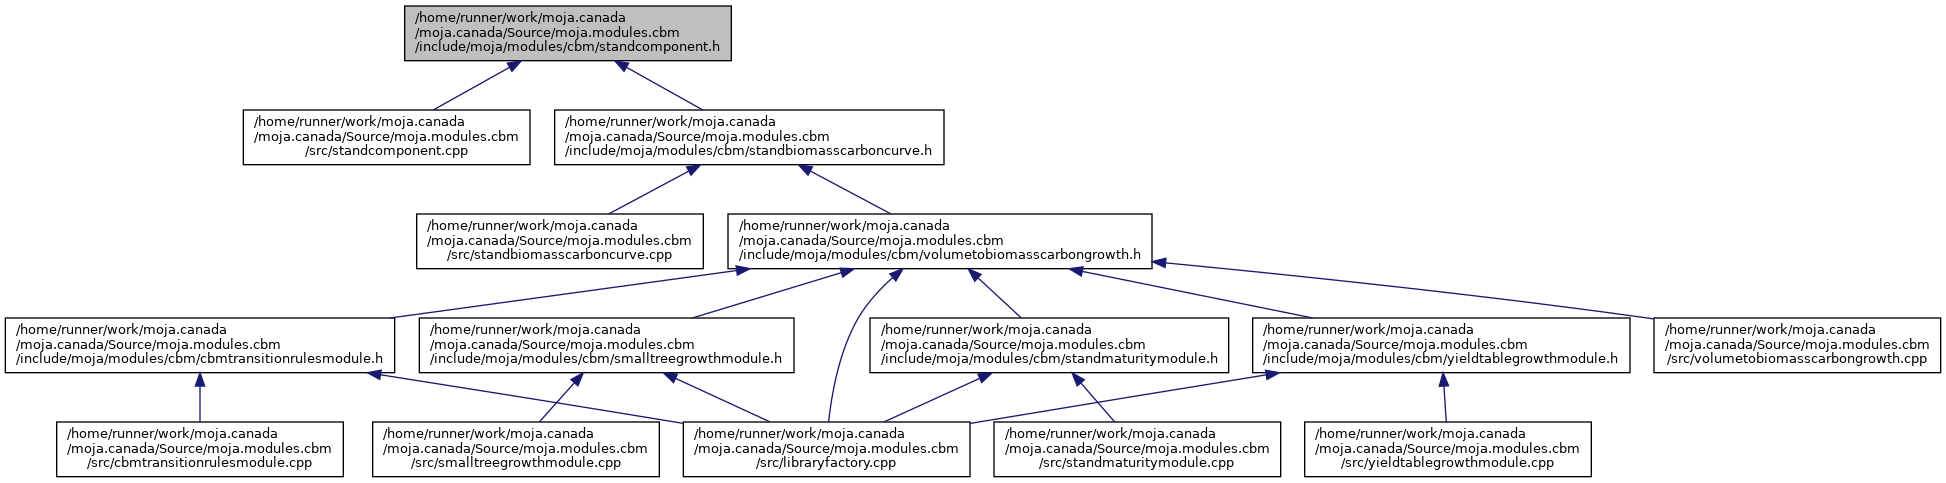 /home/runner/work/moja.canada
/moja.canada/Source/moja.modules.cbm
/include/moja/modules/cbm/standcomponent.h
/home/runner/work/moja.canada
/moja.canada/Source/moja.modules.cbm
/src/standcomponent.cpp
/home/runner/work/moja.canada
/moja.canada/Source/moja.modules.cbm
/include/moja/modules/cbm/standbiomasscarboncurve.h
/home/runner/work/moja.canada
/moja.canada/Source/moja.modules.cbm
/src/standbiomasscarboncurve.cpp
/home/runner/work/moja.canada
/moja.canada/Source/moja.modules.cbm
/include/moja/modules/cbm/volumetobiomasscarbongrowth.h
/home/runner/work/moja.canada
/moja.canada/Source/moja.modules.cbm
/include/moja/modules/cbm/cbmtransitionrulesmodule.h
/home/runner/work/moja.canada
/moja.canada/Source/moja.modules.cbm
/include/moja/modules/cbm/smalltreegrowthmodule.h
/home/runner/work/moja.canada
/moja.canada/Source/moja.modules.cbm
/include/moja/modules/cbm/standmaturitymodule.h
/home/runner/work/moja.canada
/moja.canada/Source/moja.modules.cbm
/include/moja/modules/cbm/yieldtablegrowthmodule.h
/home/runner/work/moja.canada
/moja.canada/Source/moja.modules.cbm
/src/volumetobiomasscarbongrowth.cpp
/home/runner/work/moja.canada
/moja.canada/Source/moja.modules.cbm
/src/cbmtransitionrulesmodule.cpp
/home/runner/work/moja.canada
/moja.canada/Source/moja.modules.cbm
/src/smalltreegrowthmodule.cpp
/home/runner/work/moja.canada
/moja.canada/Source/moja.modules.cbm
/src/libraryfactory.cpp
/home/runner/work/moja.canada
/moja.canada/Source/moja.modules.cbm
/src/standmaturitymodule.cpp
/home/runner/work/moja.canada
/moja.canada/Source/moja.modules.cbm
/src/yieldtablegrowthmodule.cpp